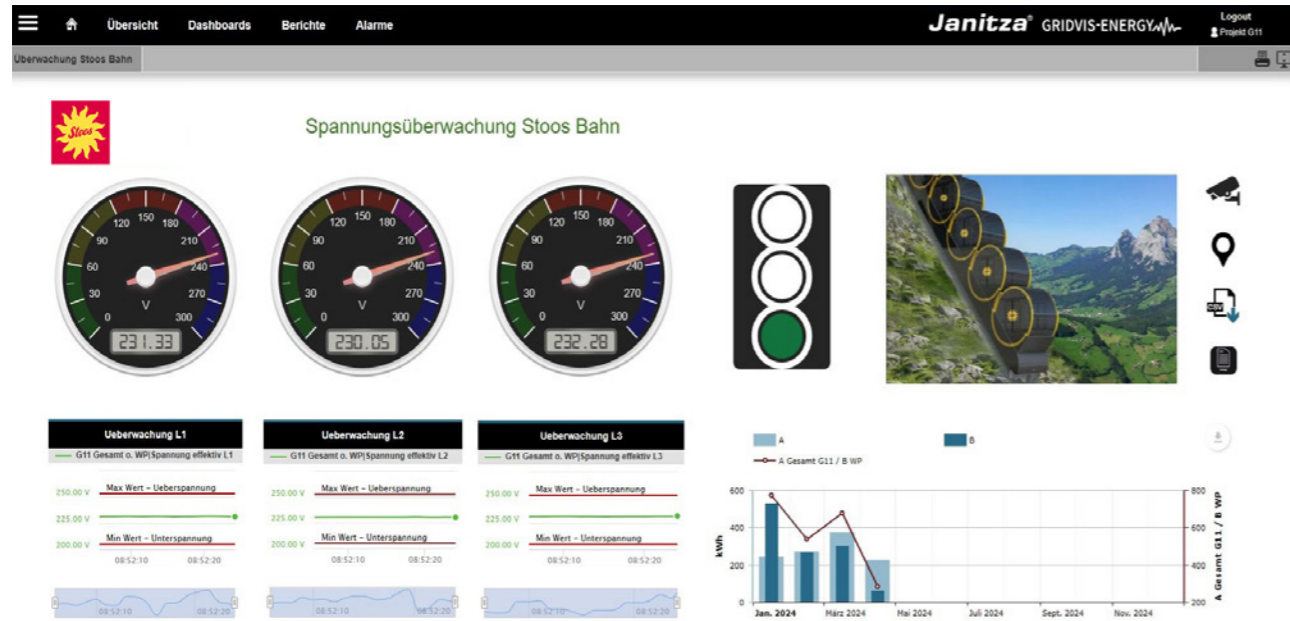 Übersicht Dashboards Berichte Alarme
Janitza® GRIDVIS-ENERGY
Logout
Projekt G11
Überwachung Stoos Bahn
Stoos
Spannungsüberwachung Stoos Bahn
0 30 60 90 120 150 180 210 240 270 300
V
231.33
0 30 60 90 120 150 180 210 240 270 300
V
230.05
0 30 60 90 120 150 180 210 240 270 300
V
232.28
CSV
Ueberwachung L1
G11 Gesamt o. WP|Spannung effektiv L1
250.00 V Max Wert - Ueberspannung
225.00 V
200.00 V Min Wert - Unterspannung
08:52:10 08:52:20
08:52:10 08:52:20
Ueberwachung L2
G11 Gesamt o. WP|Spannung effektiv L2
250.00 V Max Wert - Ueberspannung
225.00 V
200.00 V Min Wert - Unterspannung
08:52:10 08:52:20
08:52:10 08:52:20
Ueberwachung L3
G11 Gesamt o. WP|Spannung effektiv L3
250.00 V Max Wert - Ueberspannung
225.00 V
200.00 V Min Wert - Unterspannung
08:52:10 08:52:20
08:52:10 08:52:20
A B
A Gesamt G11 / B WP
kWh
600
400
200
0
800
600
400
200
A Gesamt G11 / B WP
Jan. 2024 März 2024 Mai 2024 Juli 2024 Sept. 2024 Nov. 2024